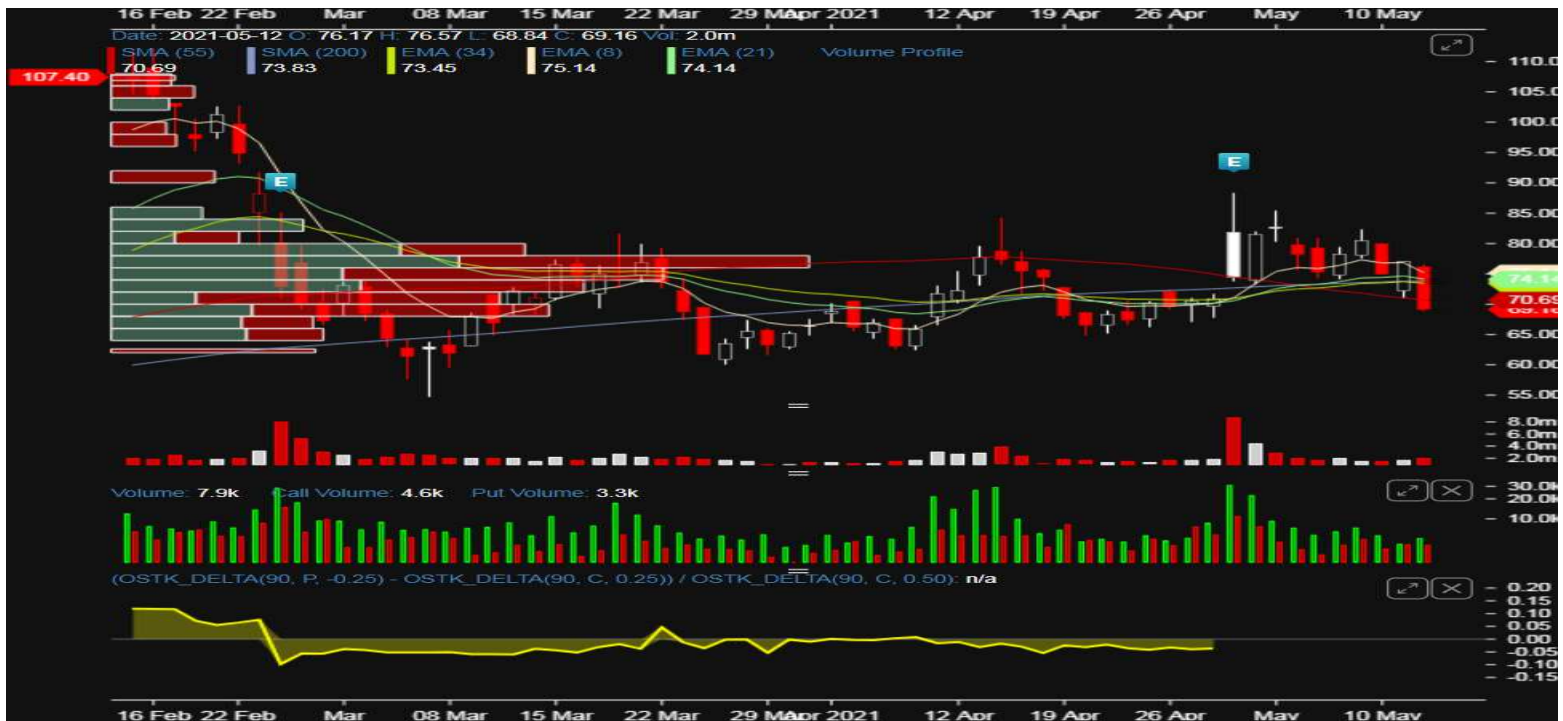 16 Feb 22 Feb Mar 08 Mar 15 Mar 22 Mar 29 Mar Apr 2021 12 Apr 19 Apr 26 Apr May 10 May
Date: 2021-05-12 O: 76.17 H: 76.57 L: 68.84 C: 69.16 Vol: 2.0m
SMA (55) SMA (200) EMA (34) EMA (8) EMA (21) Volume Profile
70.69 73.83 73.45 75.14 74.14
107.40
110.0
105.0
100.0
95.00
90.00
85.00
80.00
74.14
70.69
69.16
65.00
60.00
55.00
E
E
8.0m
6.0m
4.0m
2.0m
Volume: 7.9k Call Volume: 4.6k Put Volume: 3.3k
30.0k
20.0k
10.0k
(OSTK_DELTA(90, P, -0.25) - OSTK_DELTA(90, C, 0.25)) / OSTK_DELTA(90, C, 0.50): n/a
0.20
0.15
0.10
0.05
0.00
-0.05
-0.10
-0.15
16 Feb 22 Feb Mar 08 Mar 15 Mar 22 Mar 29 Mar Apr 2021 12 Apr 19 Apr 26 Apr May 10 May